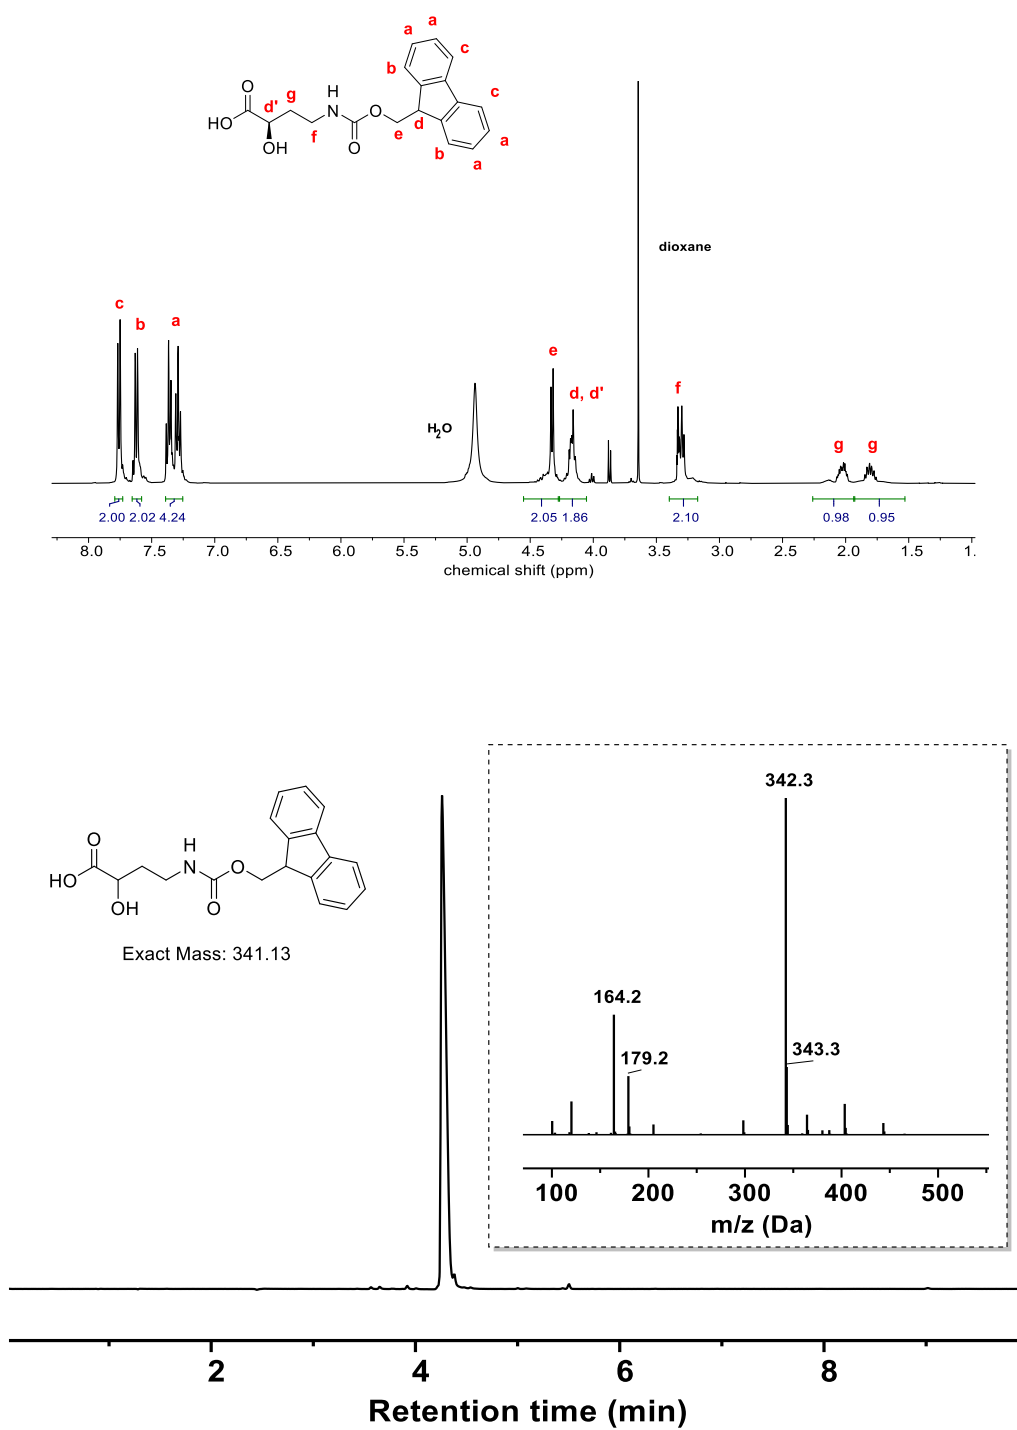 a
a
a
c
b
O
H
g
d'
N
O
c
HO
f
e
d
OH
O
b
a
a
dioxane
c
b
a
e
d, d'
f
H2O
g
g
2.00
2.02
4.24
2.05
1.86
2.10
0.98
0.95
8.0
7.5
7.0
6.5
6.0
5.5
5.0
4.5
4.0
3.5
3.0
2.5
2.0
1.5
1.
chemical shift (ppm)
342.3
O
H
N
O
HO
OH
O
Exact Mass: 341.13
164.2
179.2
343.3
100
200
300
400
500
m/z (Da)
2
4
6
8
Retention time (min)